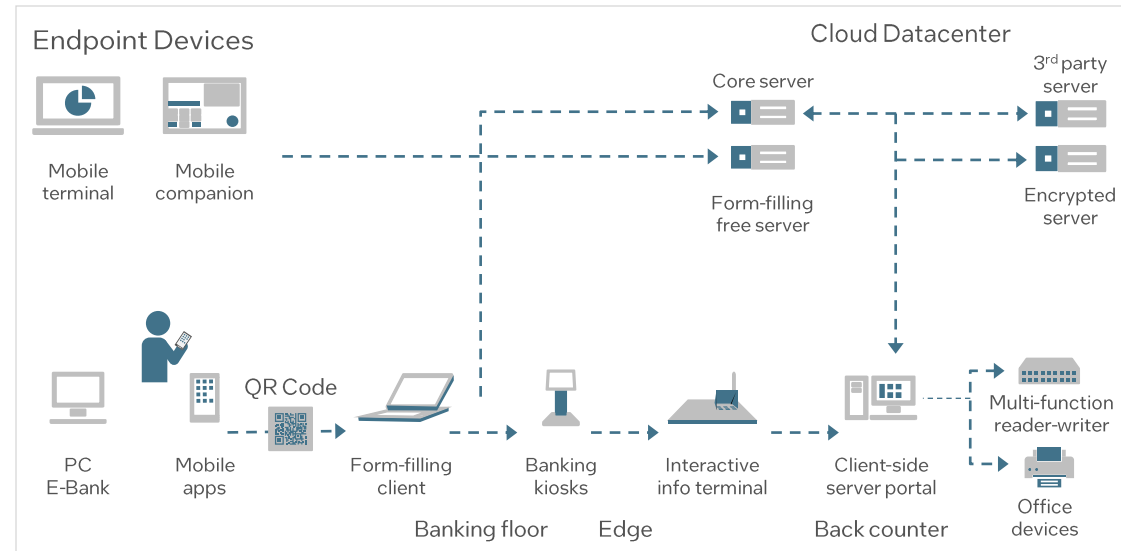 Endpoint Devices
Cloud Datacenter
Core server
3rd party
server
Mobile
terminal
Mobile
companion
Form-filling
free server
Encrypted
server
QR Code
Multi-function
reader-writer
PC
E-Bank
Mobile
apps
Form-filling
client
Banking
kiosks
Interactive
info terminal
Client-side
server portal
Office
devices
Banking floor
Edge
Back counter